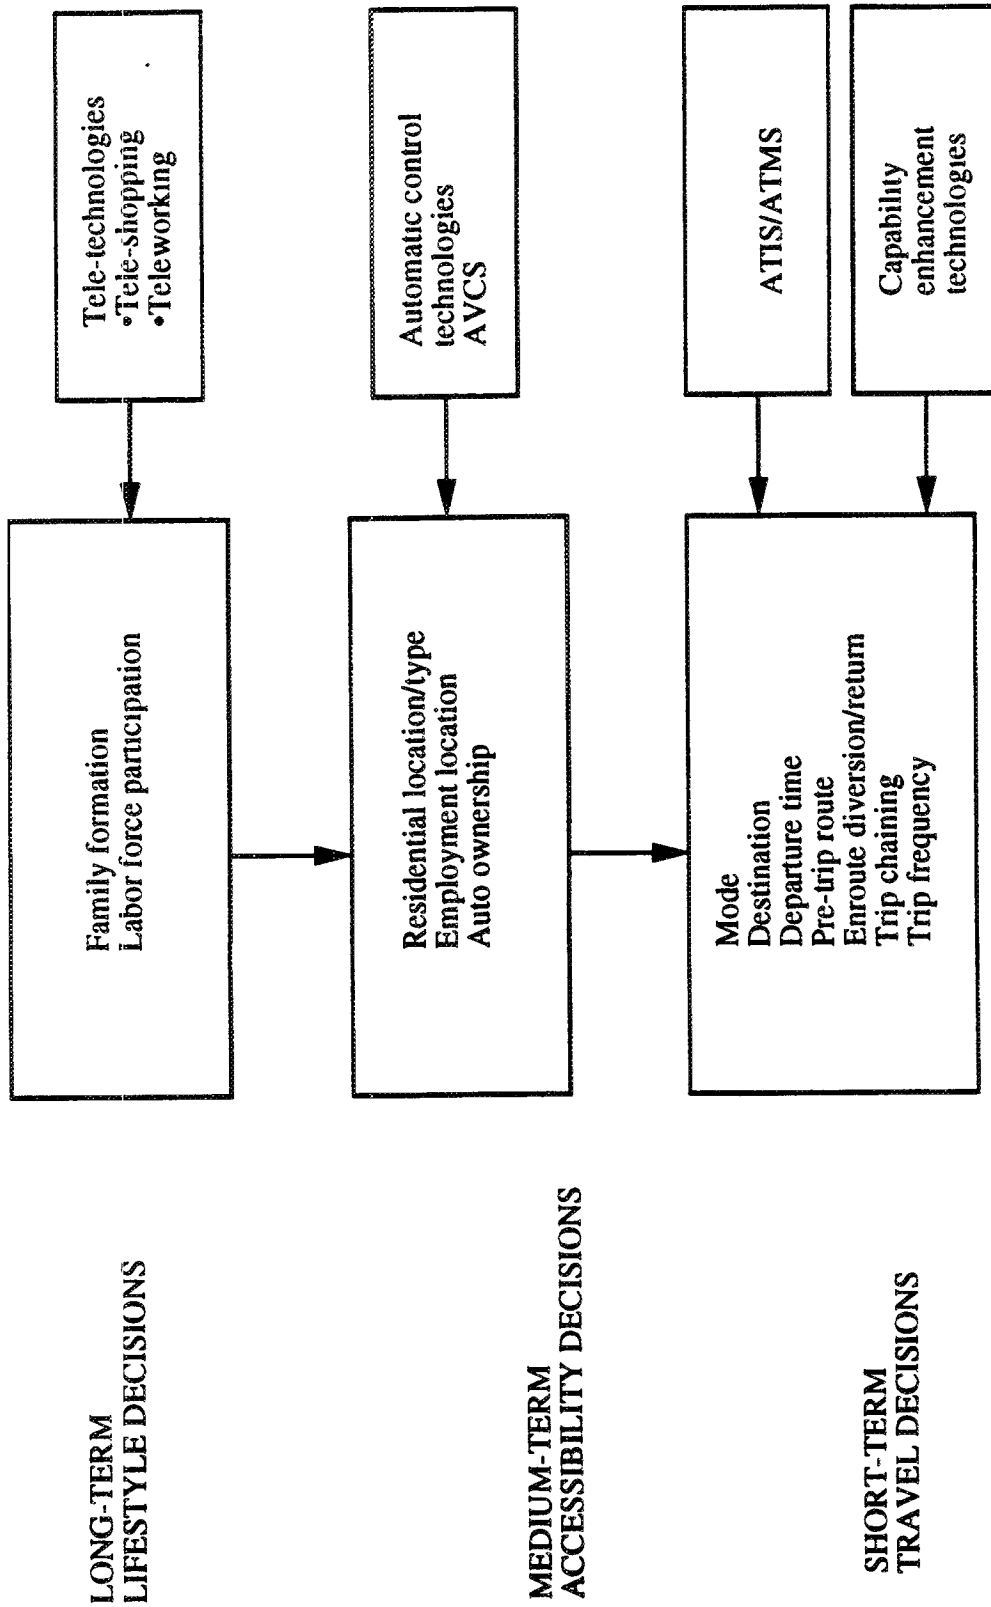 LONG-TERM
LIFESTYLE DECISIONS
Family formation
Labor force participation
Tele-technologies
•Tele-shopping
•Teleworking
MEDIUM-TERM
ACCESSIBILITY DECISIONS
Residential location/type
Employment location
Auto ownership
Automatic control
technologies
AVCS
SHORT-TERM
TRAVEL DECISIONS
Mode
Destination
Departure time
Pre-trip route
Enroute diversion/return
Trip chaining
Trip frequency
ATIS/ATMS
Capability
enhancement
technologies